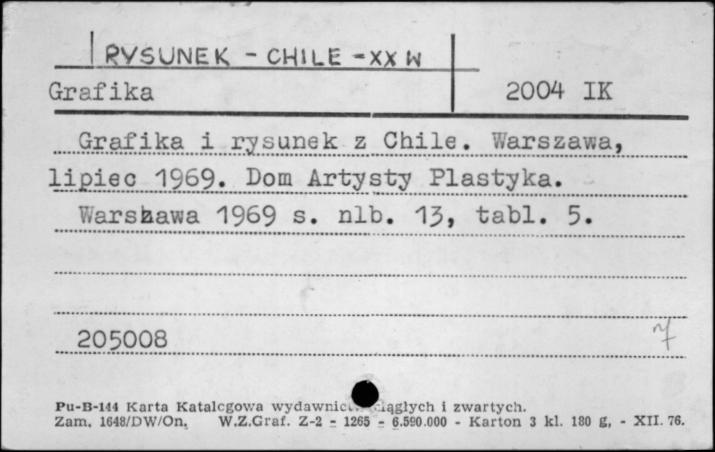 RYSUNEK - CHILE - XX W
Grafika
2004 IK
Grafika i rysunek z Chile. Warszawa,
lipiec 1969. Dom Artysty Plastyka.
Warszawa 1969 s. nlb. 13, tabl. 5.
205008
Pu-B-144 Karta Katalogowa wydawnictw ciągłych i zwartych.
Zam. 1648/DW/On. W.Z.Graf. Z-2 - 1265 - 6.590.000 - Karton 3 kl. 180 g, - XII. 76.